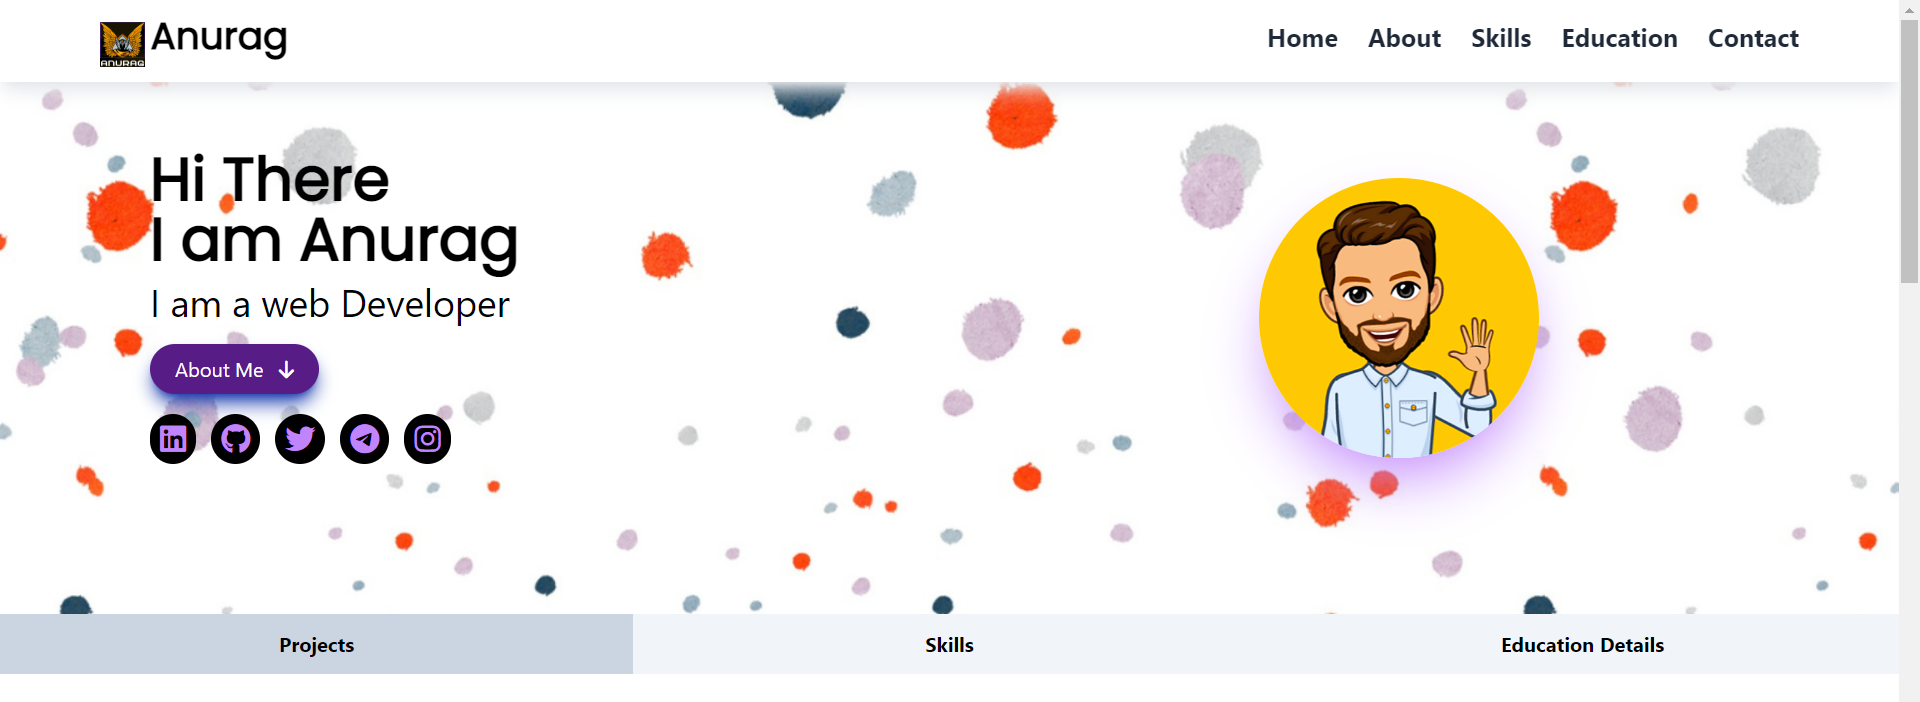 ANURAG
Anurag
Home About Skills Education Contact
Hi There
I am Anurag
I am a web Developer
About Me
Projects Skills Education Details